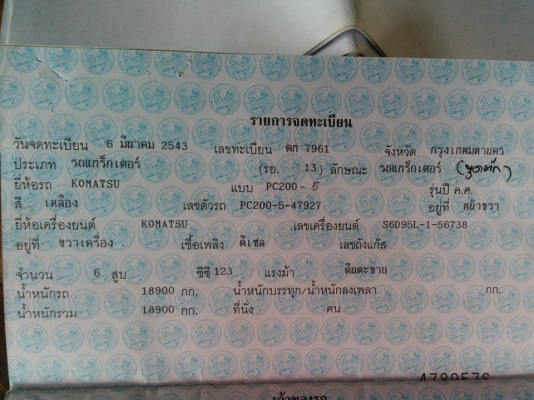 รายการจดทะเบียน
วันจดทะเบียน 6 มีนาคม 2543 เลขทะเบียน ตก 7961 จังหวัด กรุงเทพมหานคร
ประเภท รถแทร็กเตอร์ (รย. 13) ลักษณะ รถแทร็กเตอร์ (ขุดตัก)
ยี่ห้อรถ KOMATSU แบบ PC200-5 รุ่นปี ค.ศ.
สี เหลือง เลขตัวรถ PC200-5-47927 อยู่ที่ หน้าขวา
ยี่ห้อเครื่องยนต์ KOMATSU เลขเครื่องยนต์ S6D95L-1-56738
อยู่ที่ ขวาเครื่อง เชื้อเพลิง ดีเซล เลขถังแก๊ส
จำนวน 6 สูบ ซีซี 123 แรงม้า ตีนตะขาบ
น้ำหนักรถ 18900 กก. น้ำหนักบรรทุก/น้ำหนักลงเพลา กก.
น้ำหนักรวม 18900 กก. ที่นั่ง คน
เจ้าของรถ